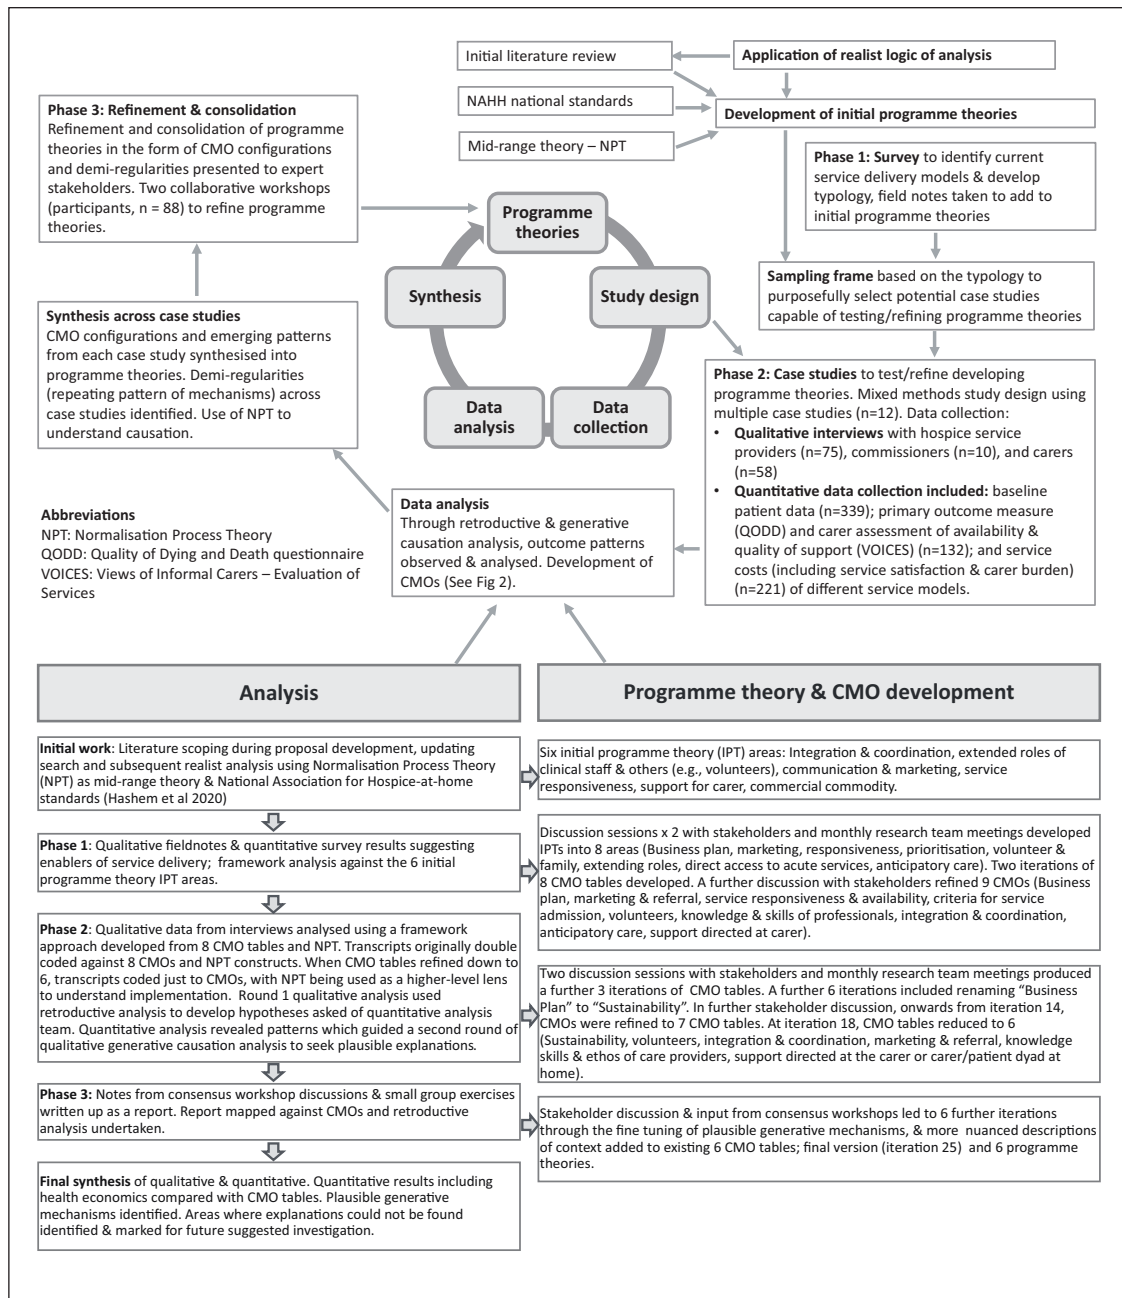 Initial literature review
Application of realist logic of analysis
NAHH national standards
Development of initial programme theories
Mid-range theory – NPT
Phase 3: Refinement & consolidation
Refinement and consolidation of programme
theories in the form of CMO configurations
and demi-regularities presented to expert
stakeholders. Two collaborative workshops
(participants, n = 88) to refine programme
theories.
Phase 1: Survey to identify current
service delivery models & develop
typology, field notes taken to add to
initial programme theories
Programme
theories
Synthesis
Study design
Data
analysis
Data
collection
Sampling frame based on the typology to
purposefully select potential case studies
capable of testing/refining programme theories
Synthesis across case studies
CMO configurations and emerging patterns
from each case study synthesised into
programme theories. Demi-regularities
(repeating pattern of mechanisms) across
case studies identified. Use of NPT to
understand causation.
Phase 2: Case studies to test/refine developing
programme theories. Mixed methods study design using
multiple case studies (n=12). Data collection:
• Qualitative interviews with hospice service
providers (n=75), commissioners (n=10), and carers
(n=58)
• Quantitative data collection included: baseline
patient data (n=339); primary outcome measure
(QODD) and carer assessment of availability &
quality of support (VOICES) (n=132); and service
costs (including service satisfaction & carer burden)
(n=221) of different service models.
Data analysis
Through retroductive & generative
causation analysis, outcome patterns
observed & analysed. Development of
CMOs (See Fig 2).
Abbreviations
NPT: Normalisation Process Theory
QODD: Quality of Dying and Death questionnaire
VOICES: Views of Informal Carers – Evaluation of
Services
Analysis
Programme theory & CMO development
Initial work: Literature scoping during proposal development, updating
search and subsequent realist analysis using Normalisation Process Theory
(NPT) as mid-range theory & National Association for Hospice-at-home
standards (Hashem et al 2020)
Six initial programme theory (IPT) areas: Integration & coordination, extended roles of
clinical staff & others (e.g., volunteers), communication & marketing, service
responsiveness, support for carer, commercial commodity.
Phase 1: Qualitative fieldnotes & quantitative survey results suggesting
enablers of service delivery; framework analysis against the 6 initial
programme theory IPT areas.
Discussion sessions x 2 with stakeholders and monthly research team meetings developed
IPTs into 8 areas (Business plan, marketing, responsiveness, prioritisation, volunteer &
family, extending roles, direct access to acute services, anticipatory care). Two iterations of
8 CMO tables developed. A further discussion with stakeholders refined 9 CMOs (Business
plan, marketing & referral, service responsiveness & availability, criteria for service
admission, volunteers, knowledge & skills of professionals, integration & coordination,
anticipatory care, support directed at carer).
Phase 2: Qualitative data from interviews analysed using a framework
approach developed from 8 CMO tables and NPT. Transcripts originally double
coded against 8 CMOs and NPT constructs. When CMO tables refined down to
6, transcripts coded just to CMOs, with NPT being used as a higher-level lens
to understand implementation. Round 1 qualitative analysis used
retroductive analysis to develop hypotheses asked of quantitative analysis
team. Quantitative analysis revealed patterns which guided a second round of
qualitative generative causation analysis to seek plausible explanations.
Two discussion sessions with stakeholders and monthly research team meetings produced
a further 3 iterations of CMO tables. A further 6 iterations included renaming “Business
Plan” to “Sustainability”. In further stakeholder discussion, onwards from iteration 14,
CMOs were refined to 7 CMO tables. At iteration 18, CMO tables reduced to 6
(Sustainability, volunteers, integration & coordination, marketing & referral, knowledge
skills & ethos of care providers, support directed at the carer or carer/patient dyad at
home).
Phase 3: Notes from consensus workshop discussions & small group exercises
written up as a report. Report mapped against CMOs and retroductive
analysis undertaken.
Stakeholder discussion & input from consensus workshops led to 6 further iterations
through the fine tuning of plausible generative mechanisms, & more nuanced descriptions
of context added to existing 6 CMO tables; final version (iteration 25) and 6 programme
theories.
Final synthesis of qualitative & quantitative. Quantitative results including
health economics compared with CMO tables. Plausible generative
mechanisms identified. Areas where explanations could not be found
identified & marked for future suggested investigation.